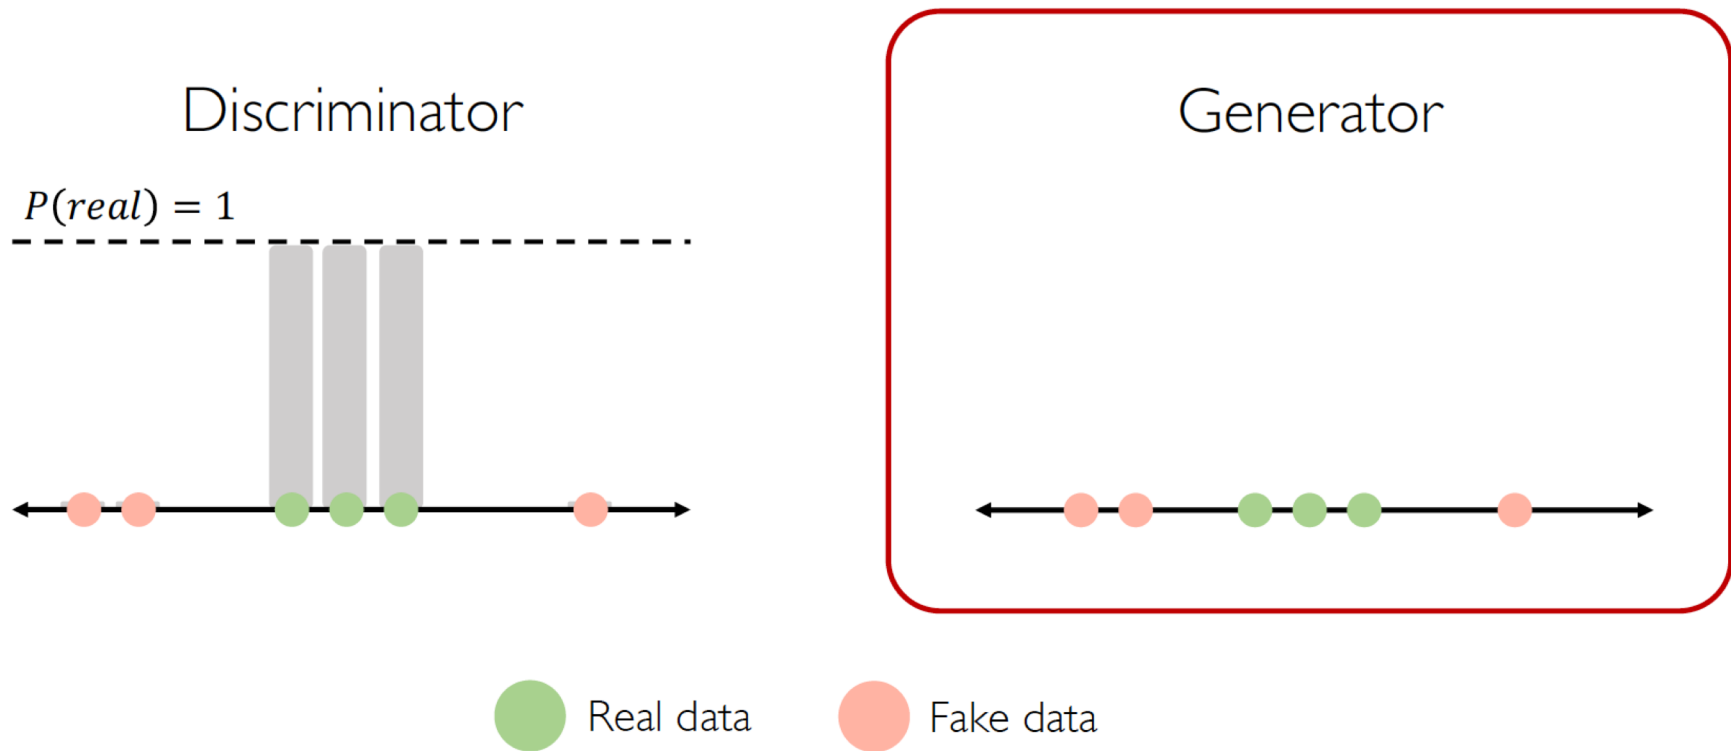 Discriminator
Generator
P(real) = 1
Real data
Fake data